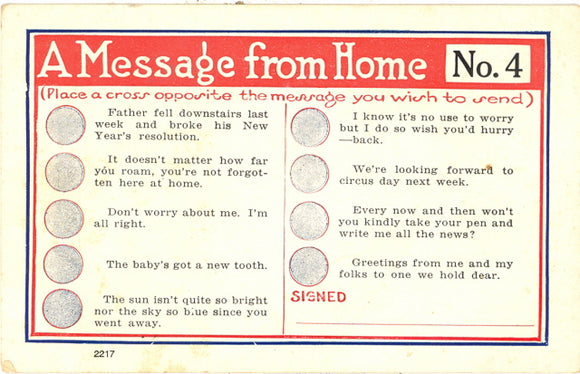 A Message from Home
No. 4
(Place a cross opposite the message you wish to send)
Father fell downstairs last
week and broke his New
Year's resolution.
It doesn't matter how far
you roam, you're not forgot-
ten here at home.
Don't worry about me. I'm
all right.
The baby's got a new tooth.
The sun isn't quite so bright
nor the sky so blue since you
went away.
I know it's no use to worry
but I do so wish you'd hurry
—back.
We're looking forward to
circus day next week.
Every now and then won't
you kindly take your pen and
write me all the news?
Greetings from me and my
folks to one we hold dear.
SIGNED
2217